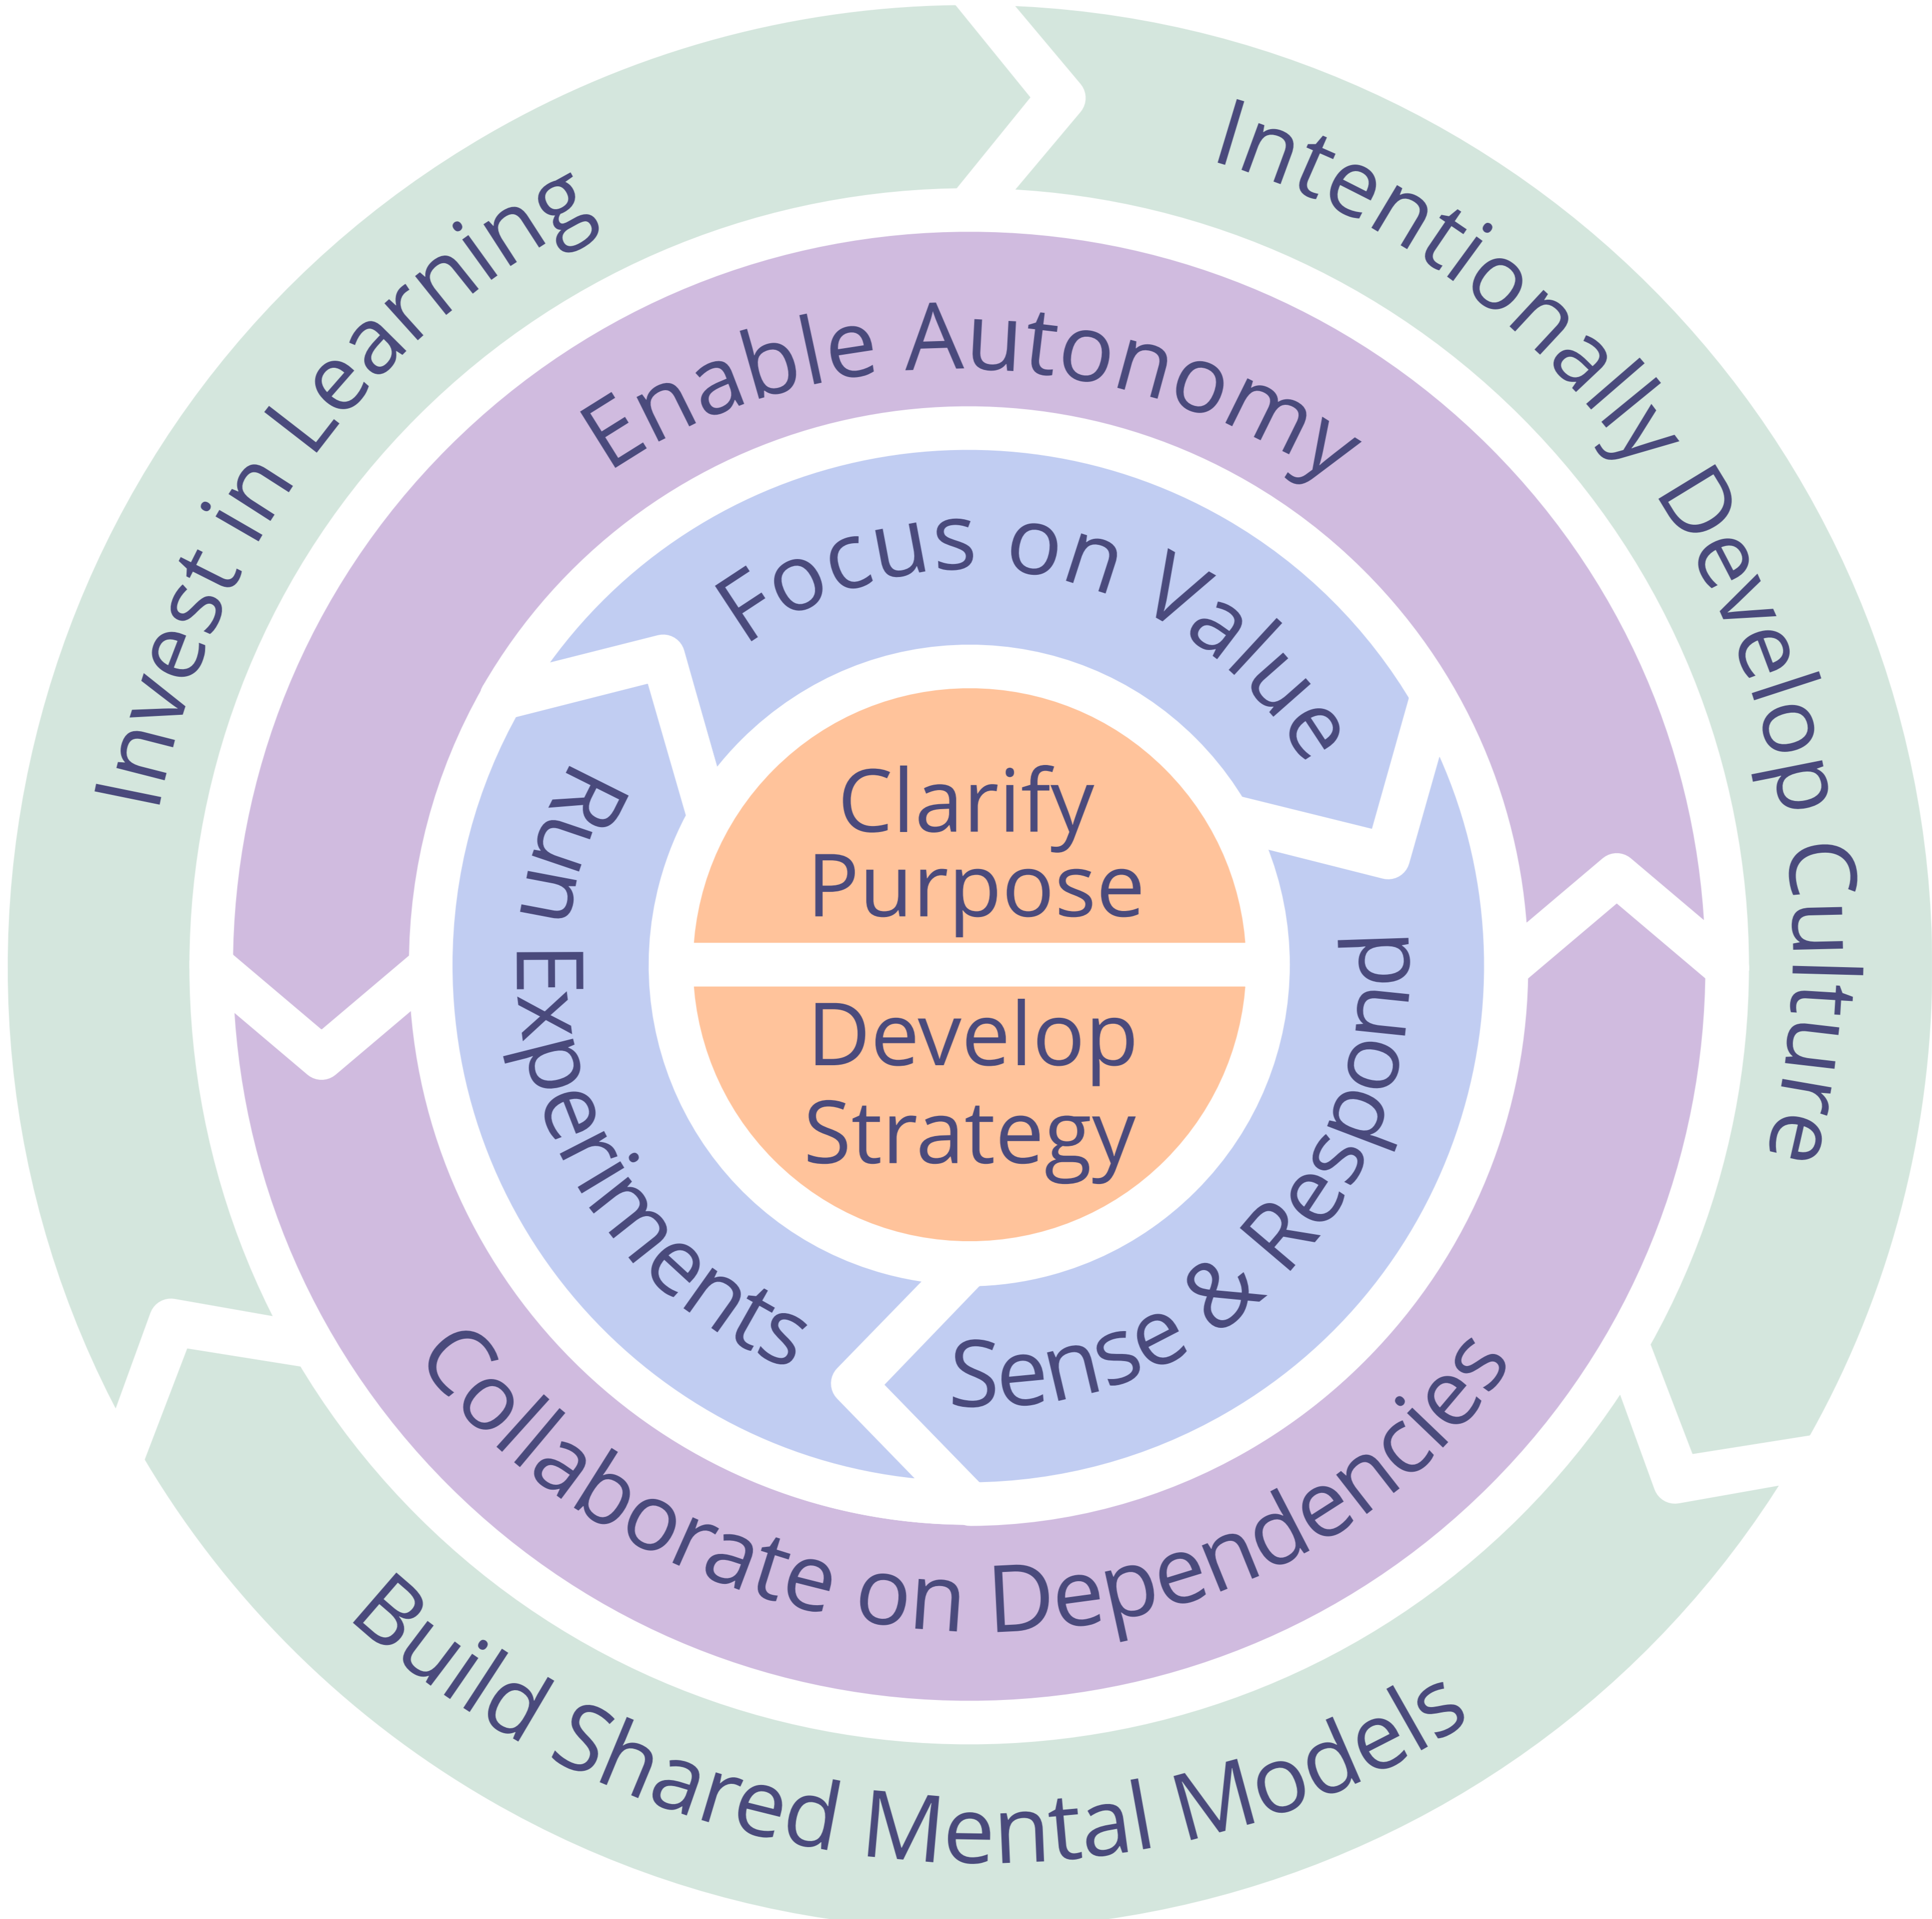 Invest in Learning
Intentionally Develop Culture
Enable Autonomy
Focus on Value
Clarify
Purpose
Develop
Strategy
Run Experiments
Sense & Respond
Collaborate on Dependencies
Build Shared Mental Models